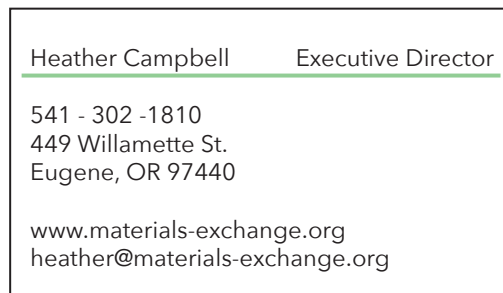 Heather Campbell Executive Director
541 - 302 -1810
449 Willamette St.
Eugene, OR 97440
www.materials-exchange.org
heather@materials-exchange.org